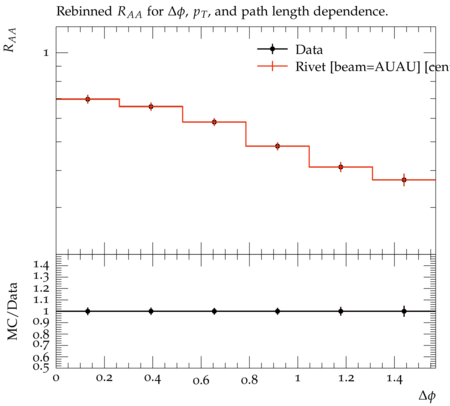 Rebinned R_AA for Δϕ, p_T, and path length dependence.
R_AA
1
Data
Rivet [beam=AUAU] [cen
MC/Data
1.4
1.3
1.2
1.1
1
0.9
0.8
0.7
0.6
0.5
0 0.2 0.4 0.6 0.8 1 1.2 1.4
Δϕ